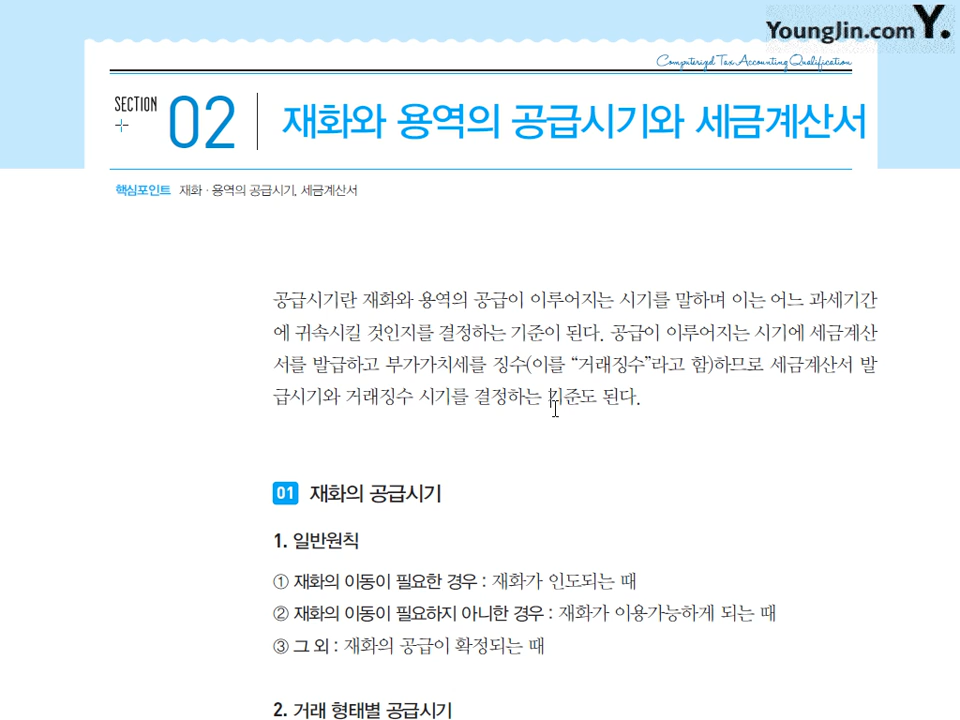 YoungJin.com Y.
Computerized Tax Accounting Qualification
SECTION 02 재화와 용역의 공급시기와 세금계산서
핵심포인트 재화·용역의 공급시기, 세금계산서
공급시기란 재화와 용역의 공급이 이루어지는 시기를 말하며 이는 어느 과세기간
에 귀속시킬 것인지를 결정하는 기준이 된다. 공급이 이루어지는 시기에 세금계산
서를 발급하고 부가가치세를 징수(이를 “거래징수”라고 함)하므로 세금계산서 발
급시기와 거래징수 시기를 결정하는 기준도 된다.
01 재화의 공급시기
1. 일반원칙
① 재화의 이동이 필요한 경우 : 재화가 인도되는 때
② 재화의 이동이 필요하지 아니한 경우 : 재화가 이용가능하게 되는 때
③ 그 외 : 재화의 공급이 확정되는 때
2. 거래 형태별 공급시기